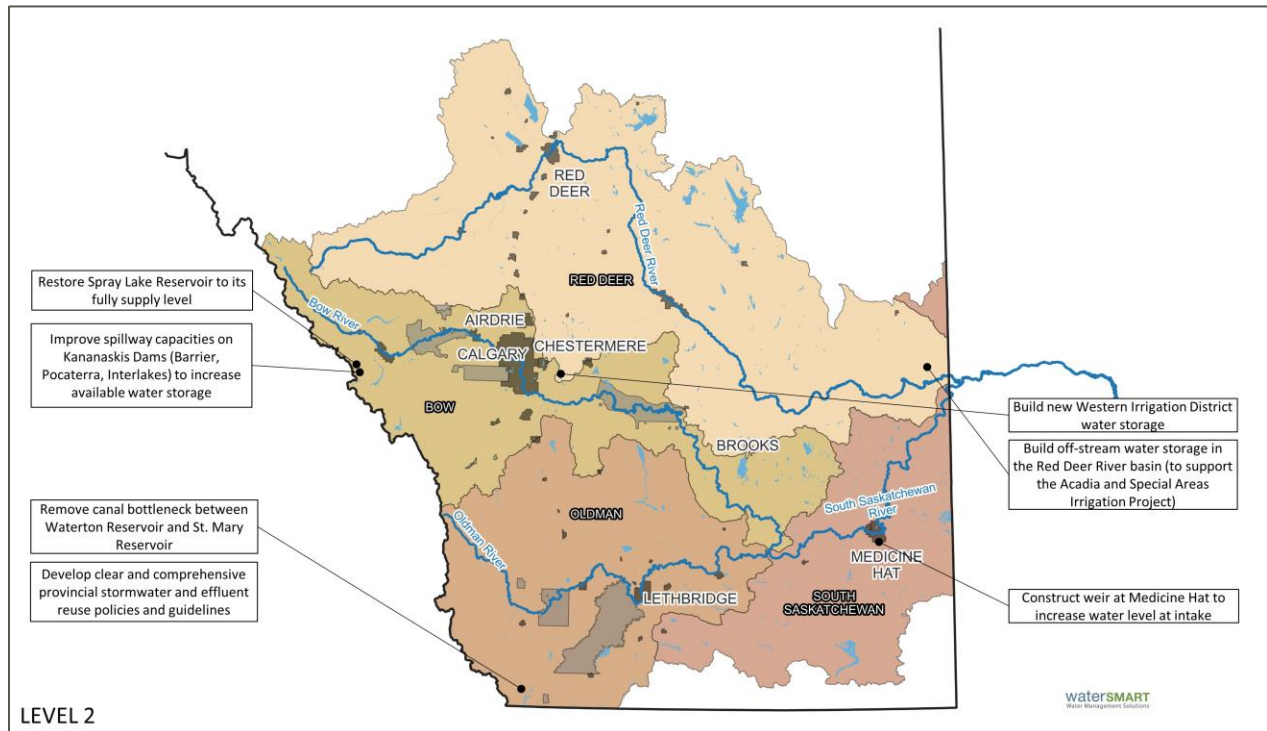 RED
DEER
Red Deer River
RED DEER
Restore Spray Lake Reservoir to its
fully supply level
Bow River
Improve spillway capacities on
Kananaskis Dams (Barrier,
Pocaterra, Interlakes) to increase
available water storage
AIRDRIE
CALGARY
CHESTERMERE
BOW
Build new Western Irrigation District
water storage
BROOKS
Build off-stream water storage in
the Red Deer River basin (to support
the Acadia and Special Areas
Irrigation Project)
Remove canal bottleneck between
Waterton Reservoir and St. Mary
Reservoir
Oldman River
OLDMAN
South Saskatchewan
River
MEDICINE
HAT
Develop clear and comprehensive
provincial stormwater and effluent
reuse policies and guidelines
LETHBRIDGE
SOUTH
SASKATCHEWAN
Construct weir at Medicine Hat to
increase water level at intake
LEVEL 2
waterSMART
Water Management Solutions